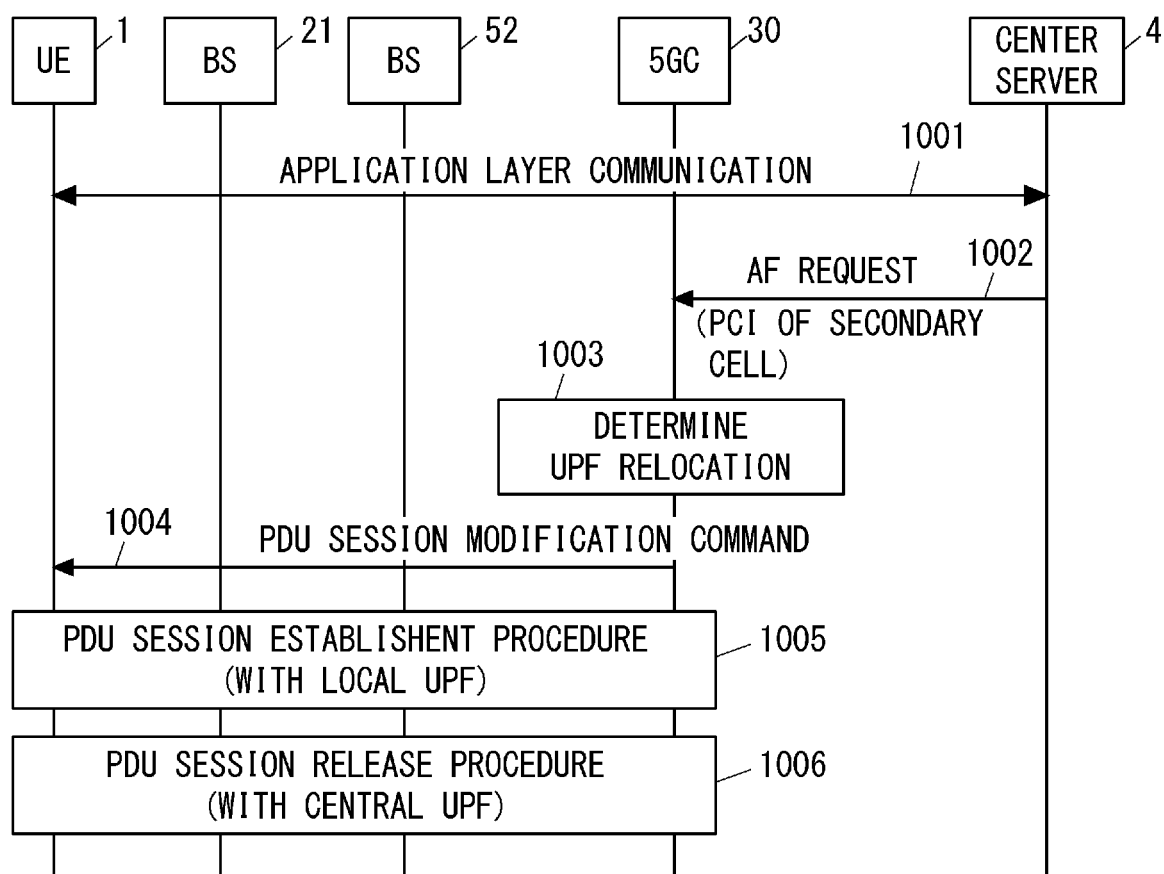 1
21
52
30
4
UE
BS
BS
5GC
CENTER
SERVER
1001
APPLICATION LAYER COMMUNICATION
1002
AF REQUEST
(PCI OF SECONDARY
CELL)
1003
DETERMINE
UPF RELOCATION
1004
PDU SESSION MODIFICATION COMMAND
PDU SESSION ESTABLISHENT PROCEDURE
(WITH LOCAL UPF)
1005
PDU SESSION RELEASE PROCEDURE
(WITH CENTRAL UPF)
1006